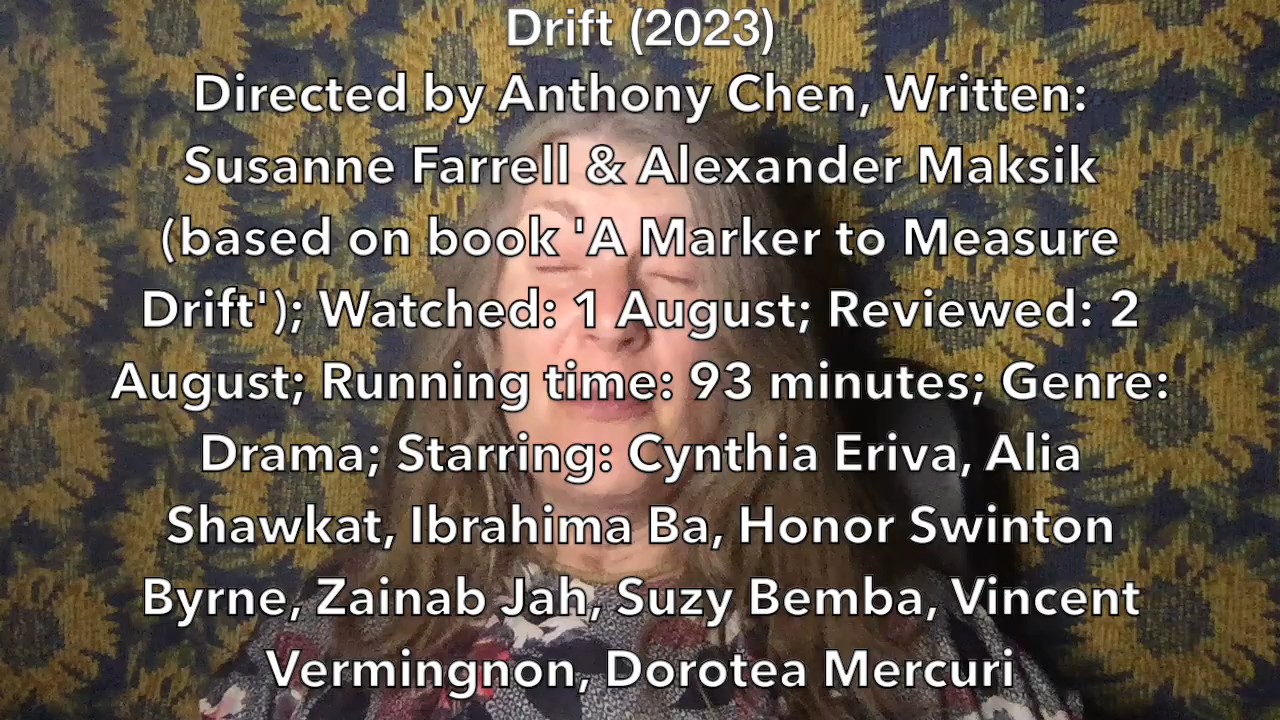 Drift (2023)
Directed by Anthony Chen, Written:
Susanne Farrell & Alexander Maksik
(based on book 'A Marker to Measure
Drift'); Watched: 1 August; Reviewed: 2
August; Running time: 93 minutes; Genre:
Drama; Starring: Cynthia Eriva, Alia
Shawkat, Ibrahima Ba, Honor Swinton
Byrne, Zainab Jah, Suzy Bemba, Vincent
Vermingnon, Dorotea Mercuri